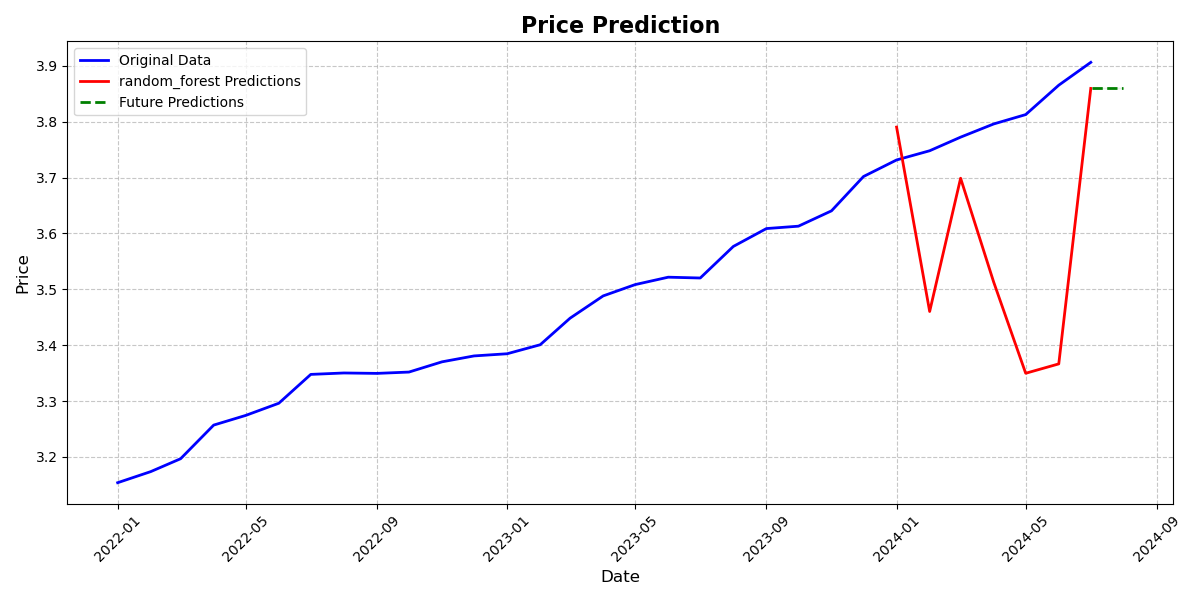 Price Prediction
Original Data
random_forest Predictions
Future Predictions
Price
3.9
3.8
3.7
3.6
3.5
3.4
3.3
3.2
2022-01
2022-05
2022-09
2023-01
2023-05
2023-09
2024-01
2024-05
2024-09
Date